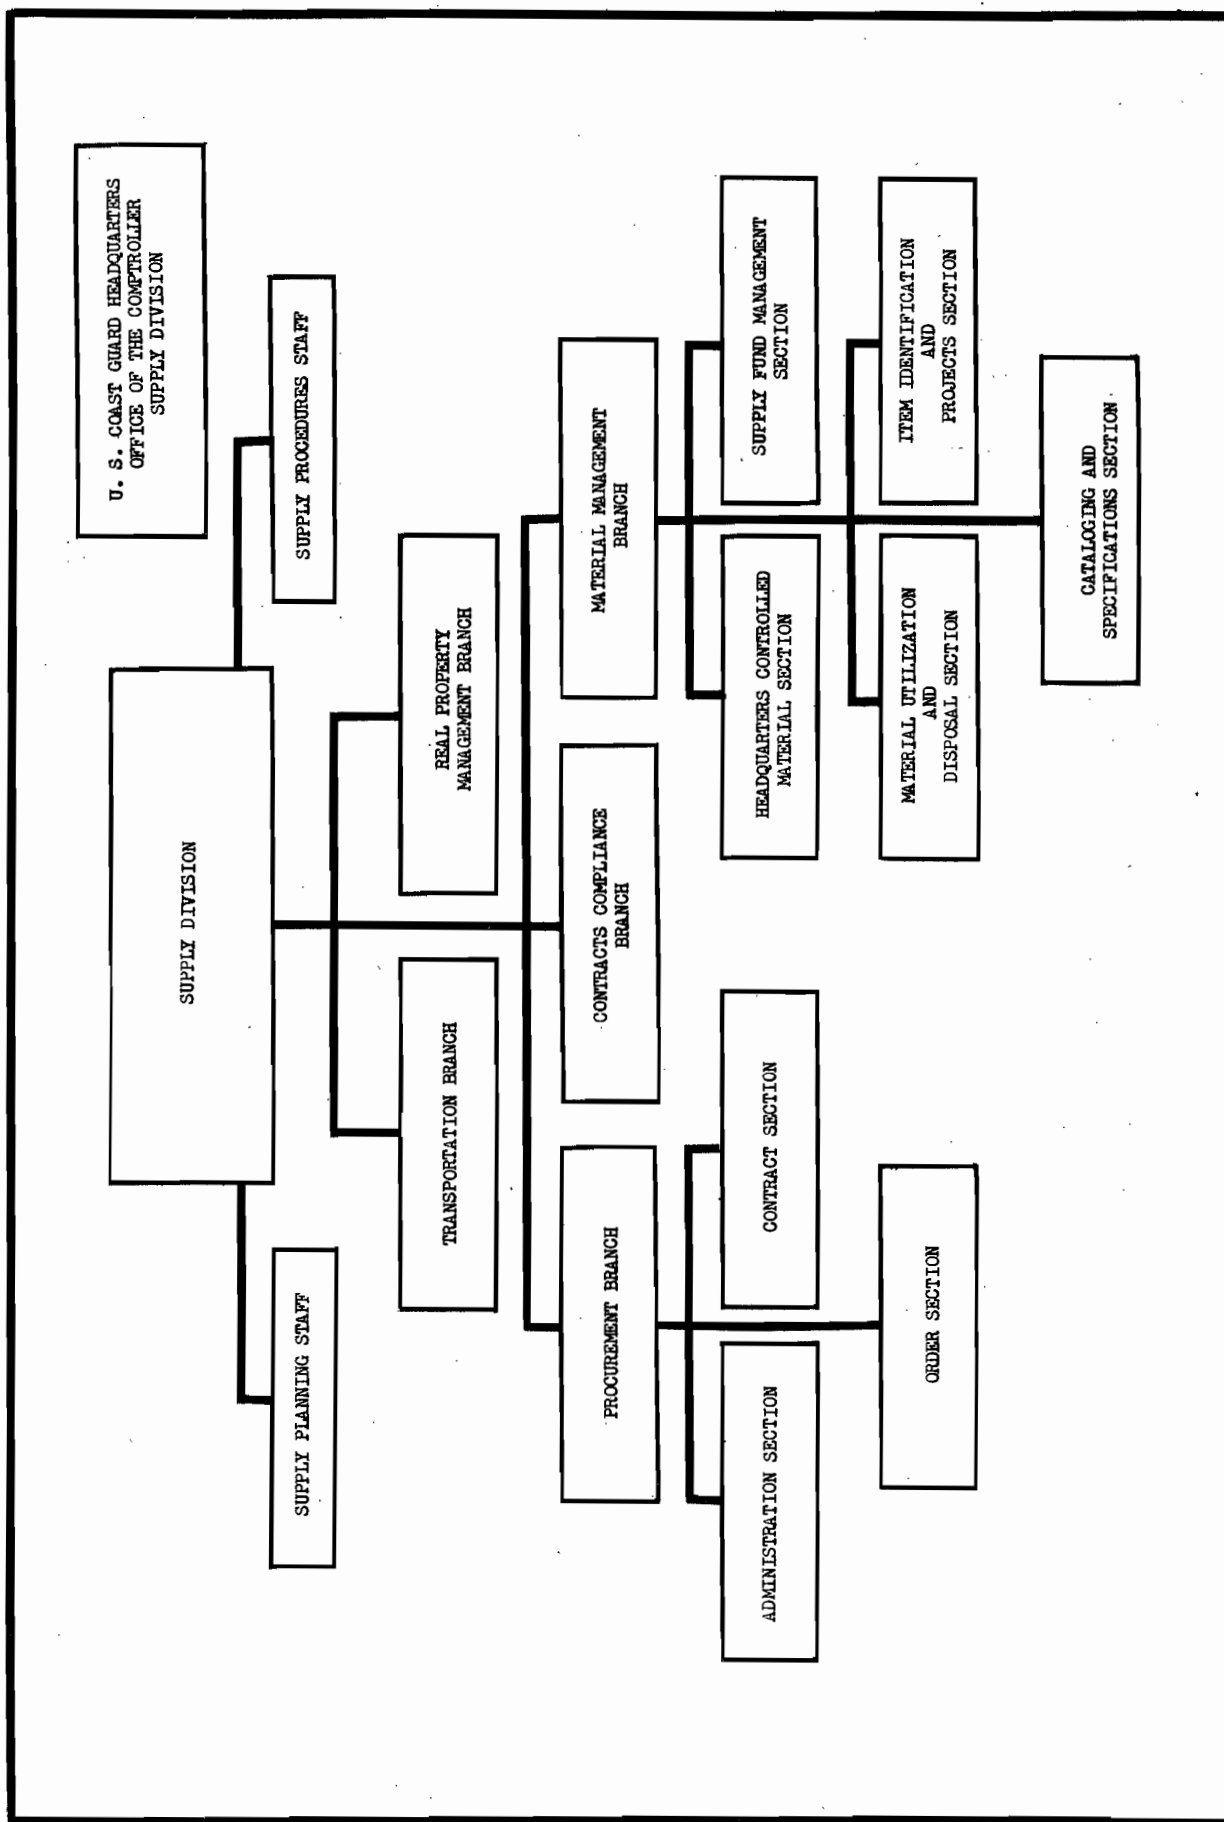 U. S. COAST GUARD HEADQUARTERS
OFFICE OF THE COMPTROLLER
SUPPLY DIVISION
SUPPLY DIVISION
SUPPLY PLANNING STAFF
SUPPLY PROCEDURES STAFF
TRANSPORTATION BRANCH
REAL PROPERTY
MANAGEMENT BRANCH
PROCUREMENT BRANCH
CONTRACTS COMPLIANCE
BRANCH
MATERIAL MANAGEMENT
BRANCH
ADMINISTRATION SECTION
CONTRACT SECTION
HEADQUARTERS CONTROLLED
MATERIAL SECTION
SUPPLY FUND MANAGEMENT
SECTION
ORDER SECTION
MATERIAL UTILIZATION
AND
DISPOSAL SECTION
ITEM IDENTIFICATION
AND
PROJECTS SECTION
CATALOGING AND
SPECIFICATIONS SECTION